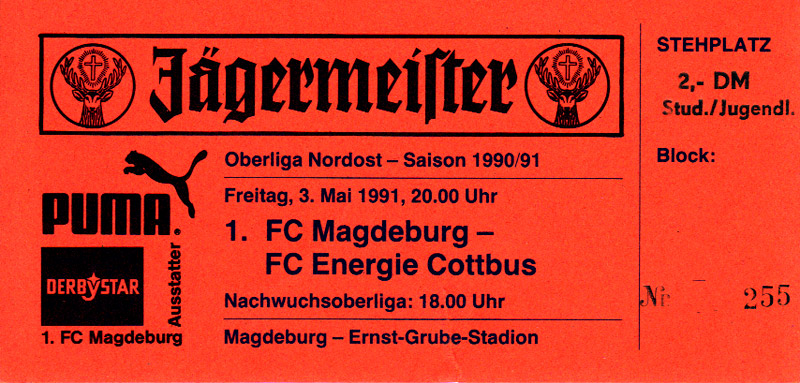 Jägermeiſter
PUMA.
DERBYSTAR
Ausstatter
1. FC Magdeburg
Oberliga Nordost – Saison 1990/91
Freitag, 3. Mai 1991, 20.00 Uhr
1. FC Magdeburg –
FC Energie Cottbus
Nachwuchsoberliga: 18.00 Uhr
Magdeburg – Ernst-Grube-Stadion
STEHPLATZ
2,- DM
Stud./Jugendl.
Block:
Nr 255